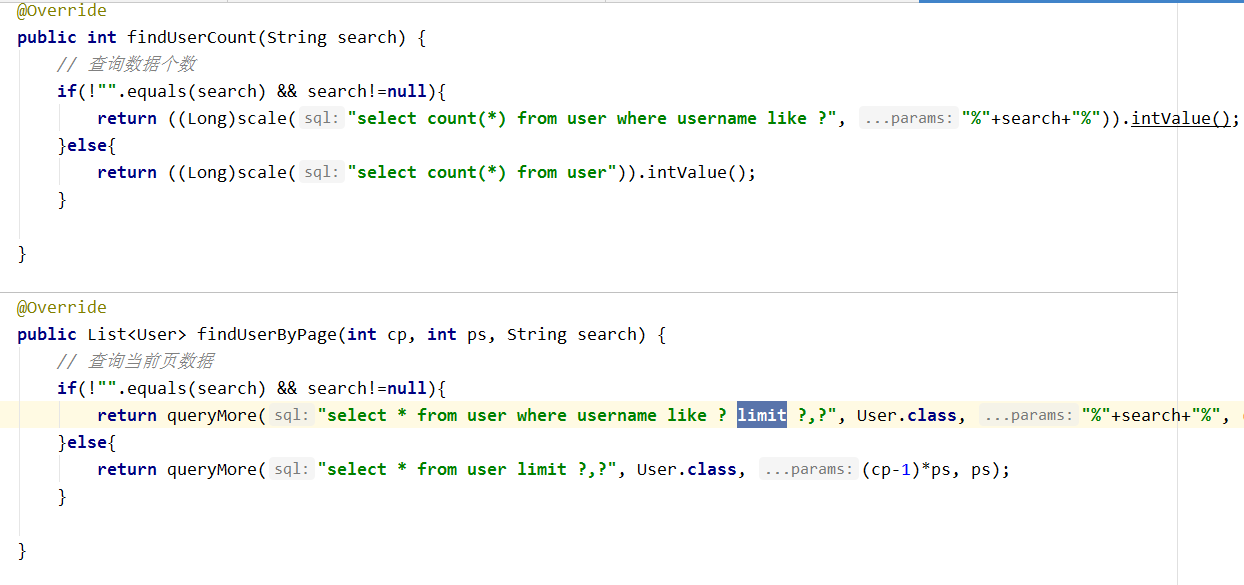 @Override
public int findUserCount(String search) {
// 查询数据个数
if(!"".equals(search) && search!=null){
return ((Long)scale( sql: "select count(*) from user where username like ?", ...params: "%"+search+"%")).intValue();
}else{
return ((Long)scale( sql: "select count(*) from user")).intValue();
}
}
@Override
public List<User> findUserByPage(int cp, int ps, String search) {
// 查询当前页数据
if(!"".equals(search) && search!=null){
return queryMore( sql: "select * from user where username like ? limit ?,?", User.class, ...params: "%"+search+"%",
}else{
return queryMore( sql: "select * from user limit ?,?", User.class, ...params: (cp-1)*ps, ps);
}
}